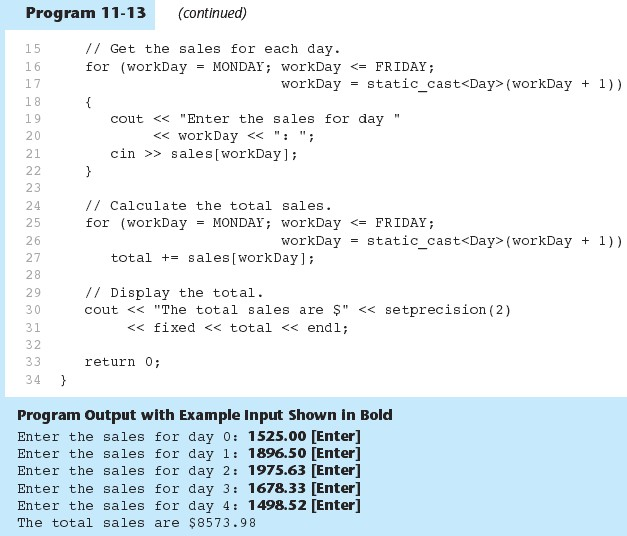 Program 11-13 (continued)
15 // Get the sales for each day.
16 for (workDay = MONDAY; workDay <= FRIDAY;
17 workDay = static_cast<Day>(workDay + 1))
18 {
19 cout << "Enter the sales for day "
20 << workDay << ": ";
21 cin >> sales[workDay];
22 }
23
24 // Calculate the total sales.
25 for (workDay = MONDAY; workDay <= FRIDAY;
26 workDay = static_cast<Day>(workDay + 1))
27 total += sales[workDay];
28
29 // Display the total.
30 cout << "The total sales are $" << setprecision(2)
31 << fixed << total << endl;
32
33 return 0;
34 }
Program Output with Example Input Shown in Bold
Enter the sales for day 0: 1525.00 [Enter]
Enter the sales for day 1: 1896.50 [Enter]
Enter the sales for day 2: 1975.63 [Enter]
Enter the sales for day 3: 1678.33 [Enter]
Enter the sales for day 4: 1498.52 [Enter]
The total sales are $8573.98